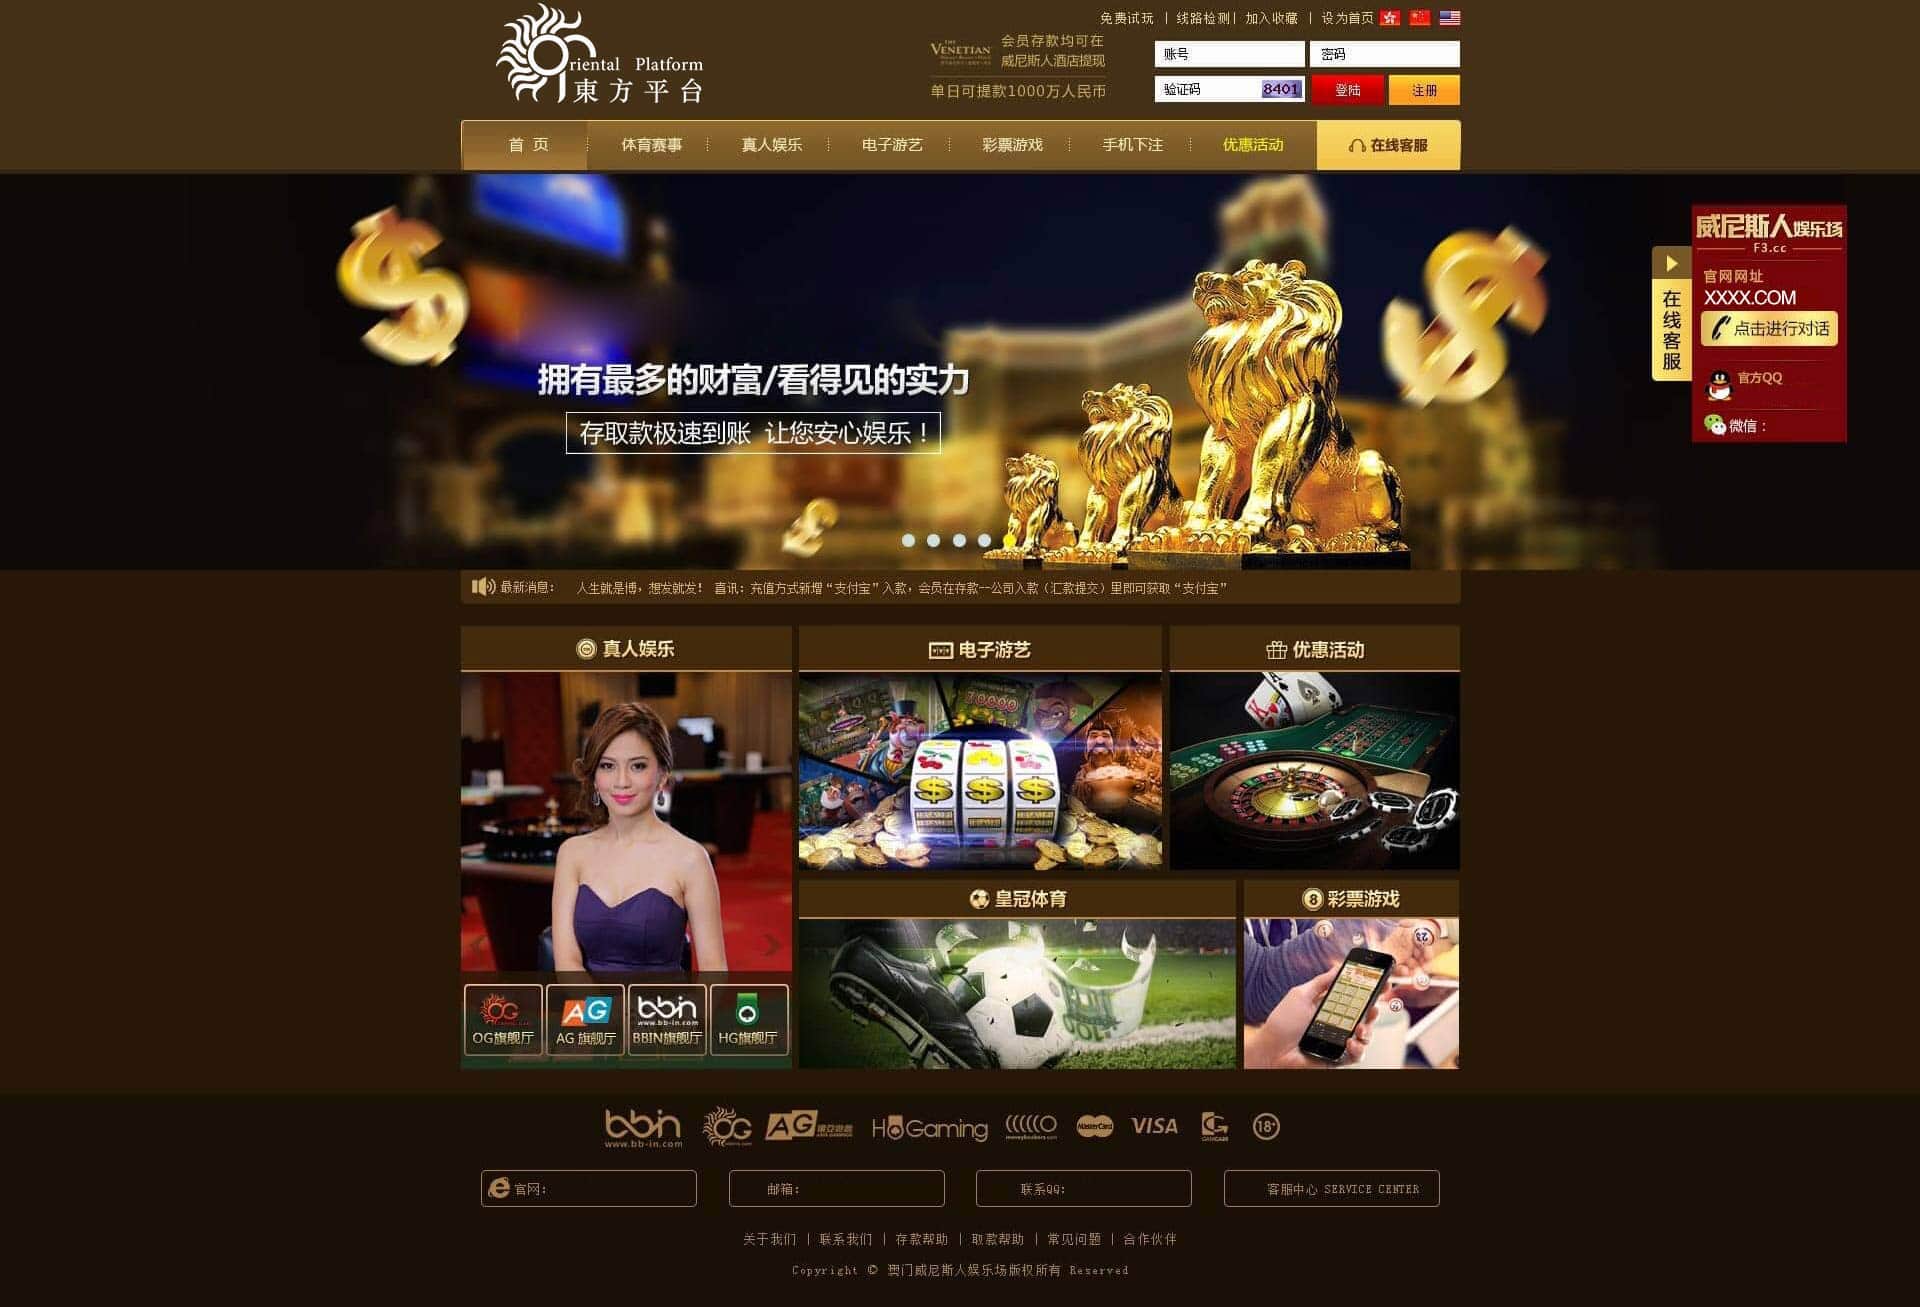 免费试玩 | 线路检测 | 加入收藏 | 设为首页
Oriental Platform
東方平台
THE VENETIAN
会员存款均可在
威尼斯人酒店提现
单日可提款1000万人民币
账号
密码
验证码
8401
登陆
注册
首 页
体育赛事
真人娱乐
电子游艺
彩票游戏
手机下注
优惠活动
在线客服
拥有最多的财富/看得见的实力
存取款极速到账 让您安心娱乐！
在线客服
威尼斯人娱乐场
F3.cc
官网网址
XXXX.COM
点击进行对话
官方QQ
微信：
最新消息： 人生就是博，想发就发！ 喜讯：充值方式新增“支付宝”入款，会员在存款--公司入款（汇款提交）里即可获取“支付宝”
真人娱乐
电子游艺
优惠活动
OG
OG旗舰厅
AG
AG 旗舰厅
bbin
www.bb-in.com
BBIN旗舰厅
HG旗舰厅
皇冠体育
8 彩票游戏
bbin
www.bb-in.com
OG
AG
HoGaming
moneybookers.com
MasterCard
VISA
GAMCARE
18+
官网：
邮箱：
联系QQ：
客服中心 SERVICE CENTER
关于我们 | 联系我们 | 存款帮助 | 取款帮助 | 常见问题 | 合作伙伴
Copyright © 澳门威尼斯人娱乐场版权所有 Reserved